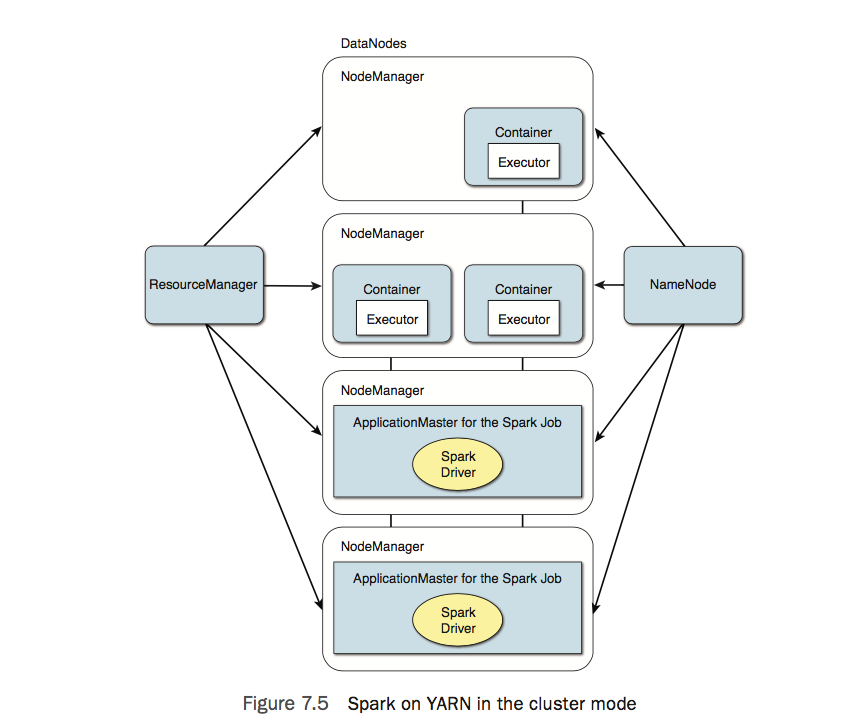 DataNodes
NodeManager
Container
Executor
NodeManager
Container
Executor
Container
Executor
ResourceManager
NameNode
NodeManager
ApplicationMaster for the Spark Job
Spark
Driver
NodeManager
ApplicationMaster for the Spark Job
Spark
Driver
Figure 7.5 Spark on YARN in the cluster mode